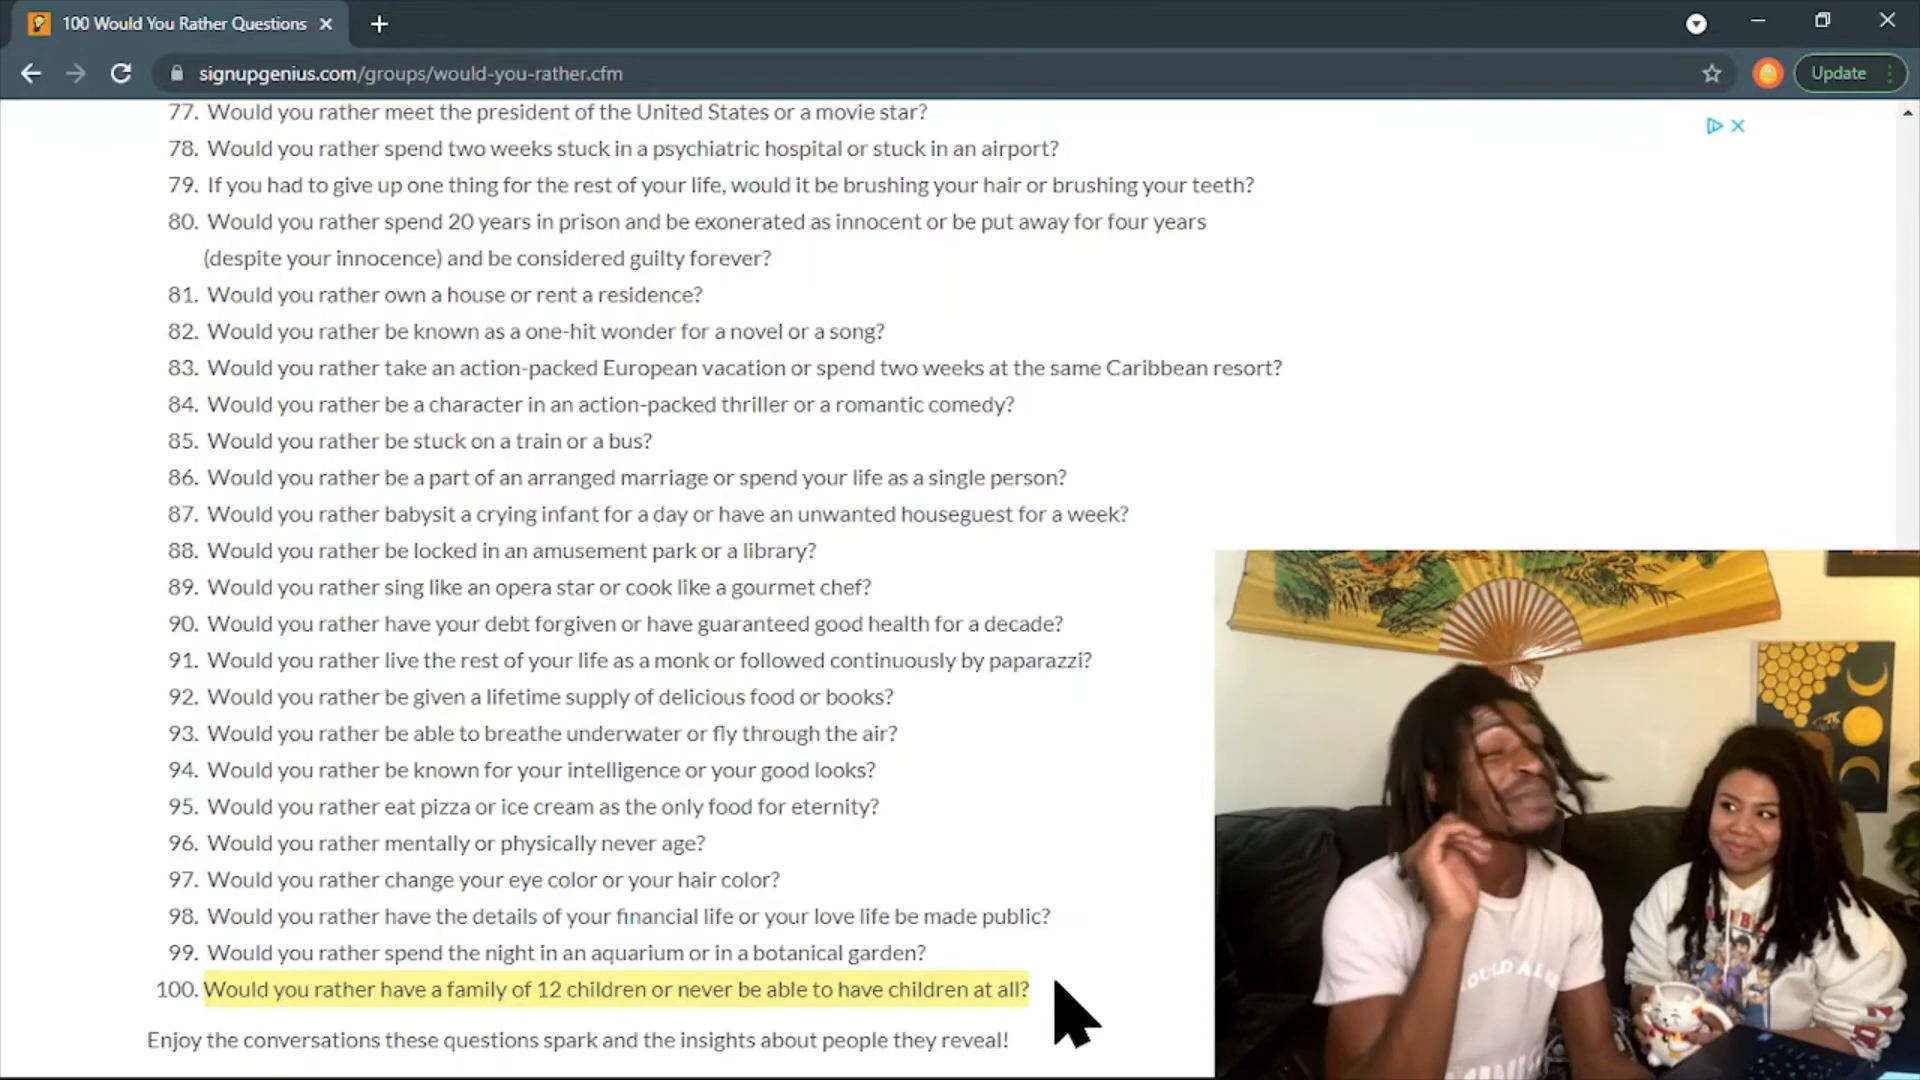 100 Would You Rather Questions
signupgenius.com/groups/would-you-rather.cfm
Update
77. Would you rather meet the president of the United States or a movie star?
78. Would you rather spend two weeks stuck in a psychiatric hospital or stuck in an airport?
79. If you had to give up one thing for the rest of your life, would it be brushing your hair or brushing your teeth?
80. Would you rather spend 20 years in prison and be exonerated as innocent or be put away for four years
(despite your innocence) and be considered guilty forever?
81. Would you rather own a house or rent a residence?
82. Would you rather be known as a one-hit wonder for a novel or a song?
83. Would you rather take an action-packed European vacation or spend two weeks at the same Caribbean resort?
84. Would you rather be a character in an action-packed thriller or a romantic comedy?
85. Would you rather be stuck on a train or a bus?
86. Would you rather be a part of an arranged marriage or spend your life as a single person?
87. Would you rather babysit a crying infant for a day or have an unwanted houseguest for a week?
88. Would you rather be locked in an amusement park or a library?
89. Would you rather sing like an opera star or cook like a gourmet chef?
90. Would you rather have your debt forgiven or have guaranteed good health for a decade?
91. Would you rather live the rest of your life as a monk or followed continuously by paparazzi?
92. Would you rather be given a lifetime supply of delicious food or books?
93. Would you rather be able to breathe underwater or fly through the air?
94. Would you rather be known for your intelligence or your good looks?
95. Would you rather eat pizza or ice cream as the only food for eternity?
96. Would you rather mentally or physically never age?
97. Would you rather change your eye color or your hair color?
98. Would you rather have the details of your financial life or your love life be made public?
99. Would you rather spend the night in an aquarium or in a botanical garden?
100. Would you rather have a family of 12 children or never be able to have children at all?
Enjoy the conversations these questions spark and the insights about people they reveal!